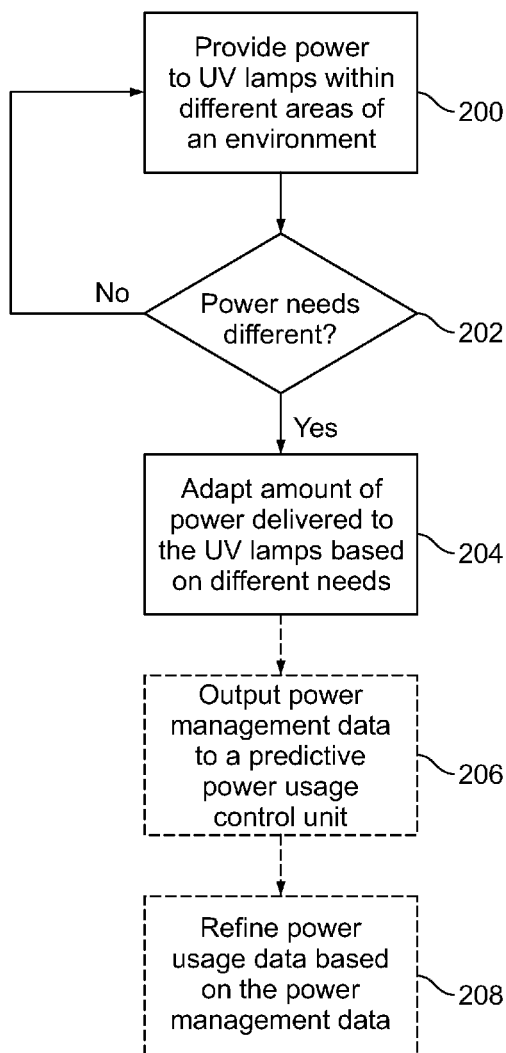 Provide power
to UV lamps within
different areas of
an environment
200
No
Power needs
different?
202
Yes
Adapt amount of
power delivered to
the UV lamps based
on different needs
204
Output power
management data
to a predictive
power usage
control unit
206
Refine power
usage data based
on the power
management data
208